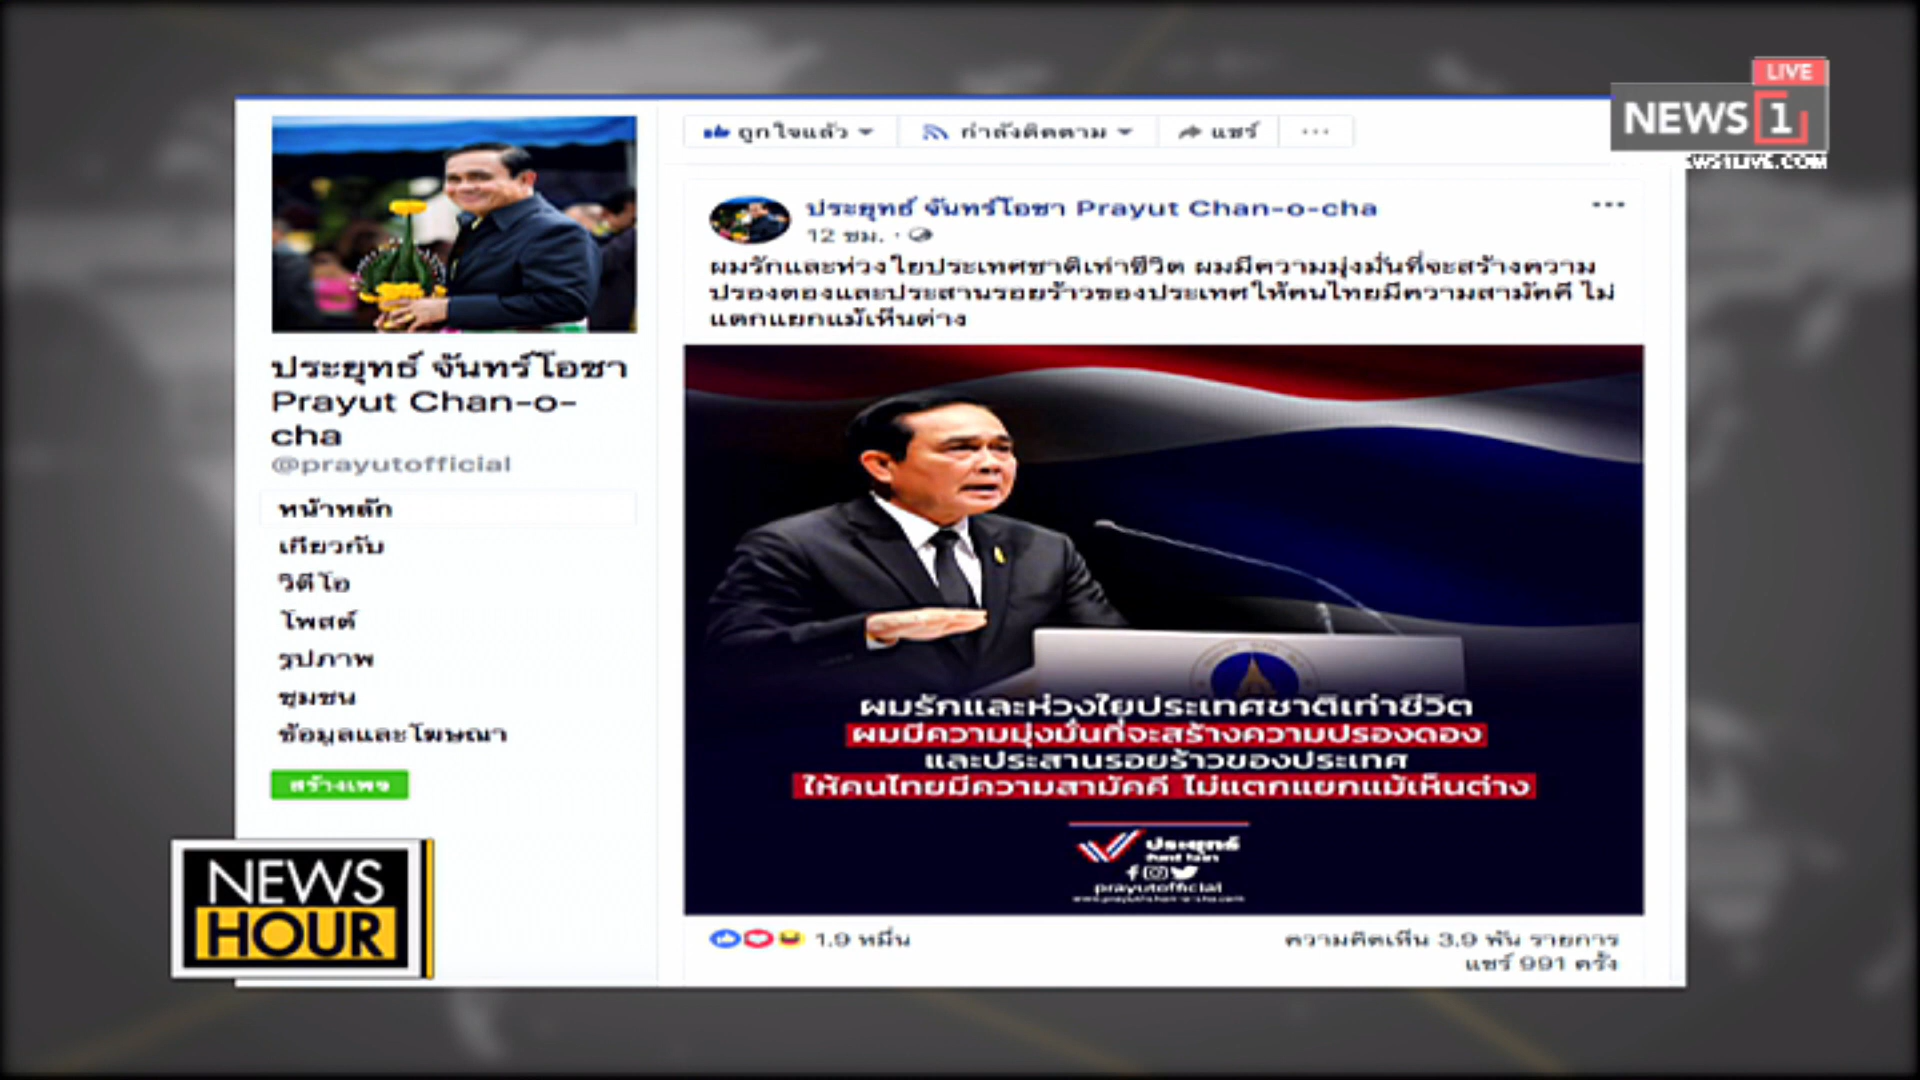 LIVE
NEWS 1
EWS1LIVE.COM
ถูกใจแล้ว
กำลังติดตาม
แชร์
...
ประยุทธ์ จันทร์โอชา Prayut Chan-o-cha
12 ชม. ·
ผมรักและห่วงใยประเทศชาติเท่าชีวิต ผมมีความมุ่งมั่นที่จะสร้างความ
ปรองดองและประสานรอยร้าวของประเทศให้คนไทยมีความสามัคคี ไม่
แตกแยกแม้เห็นต่าง
ประยุทธ์ จันทร์โอชา
Prayut Chan-o-
cha
@prayutofficial
หน้าหลัก
เกี่ยวกับ
วิดีโอ
โพสต์
รูปภาพ
ชุมชน
ข้อมูลและโฆษณา
สร้างเพจ
ผมรักและห่วงใยประเทศชาติเท่าชีวิต
ผมมีความมุ่งมั่นที่จะสร้างความปรองดอง
และประสานรอยร้าวของประเทศ
ให้คนไทยมีความสามัคคี ไม่แตกแยกแม้เห็นต่าง
ประยุทธ์
จันทร์โอชา
prayutofficial
1.9 หมื่น
ความคิดเห็น 3.9 พัน รายการ
แชร์ 991 ครั้ง
NEWS
HOUR